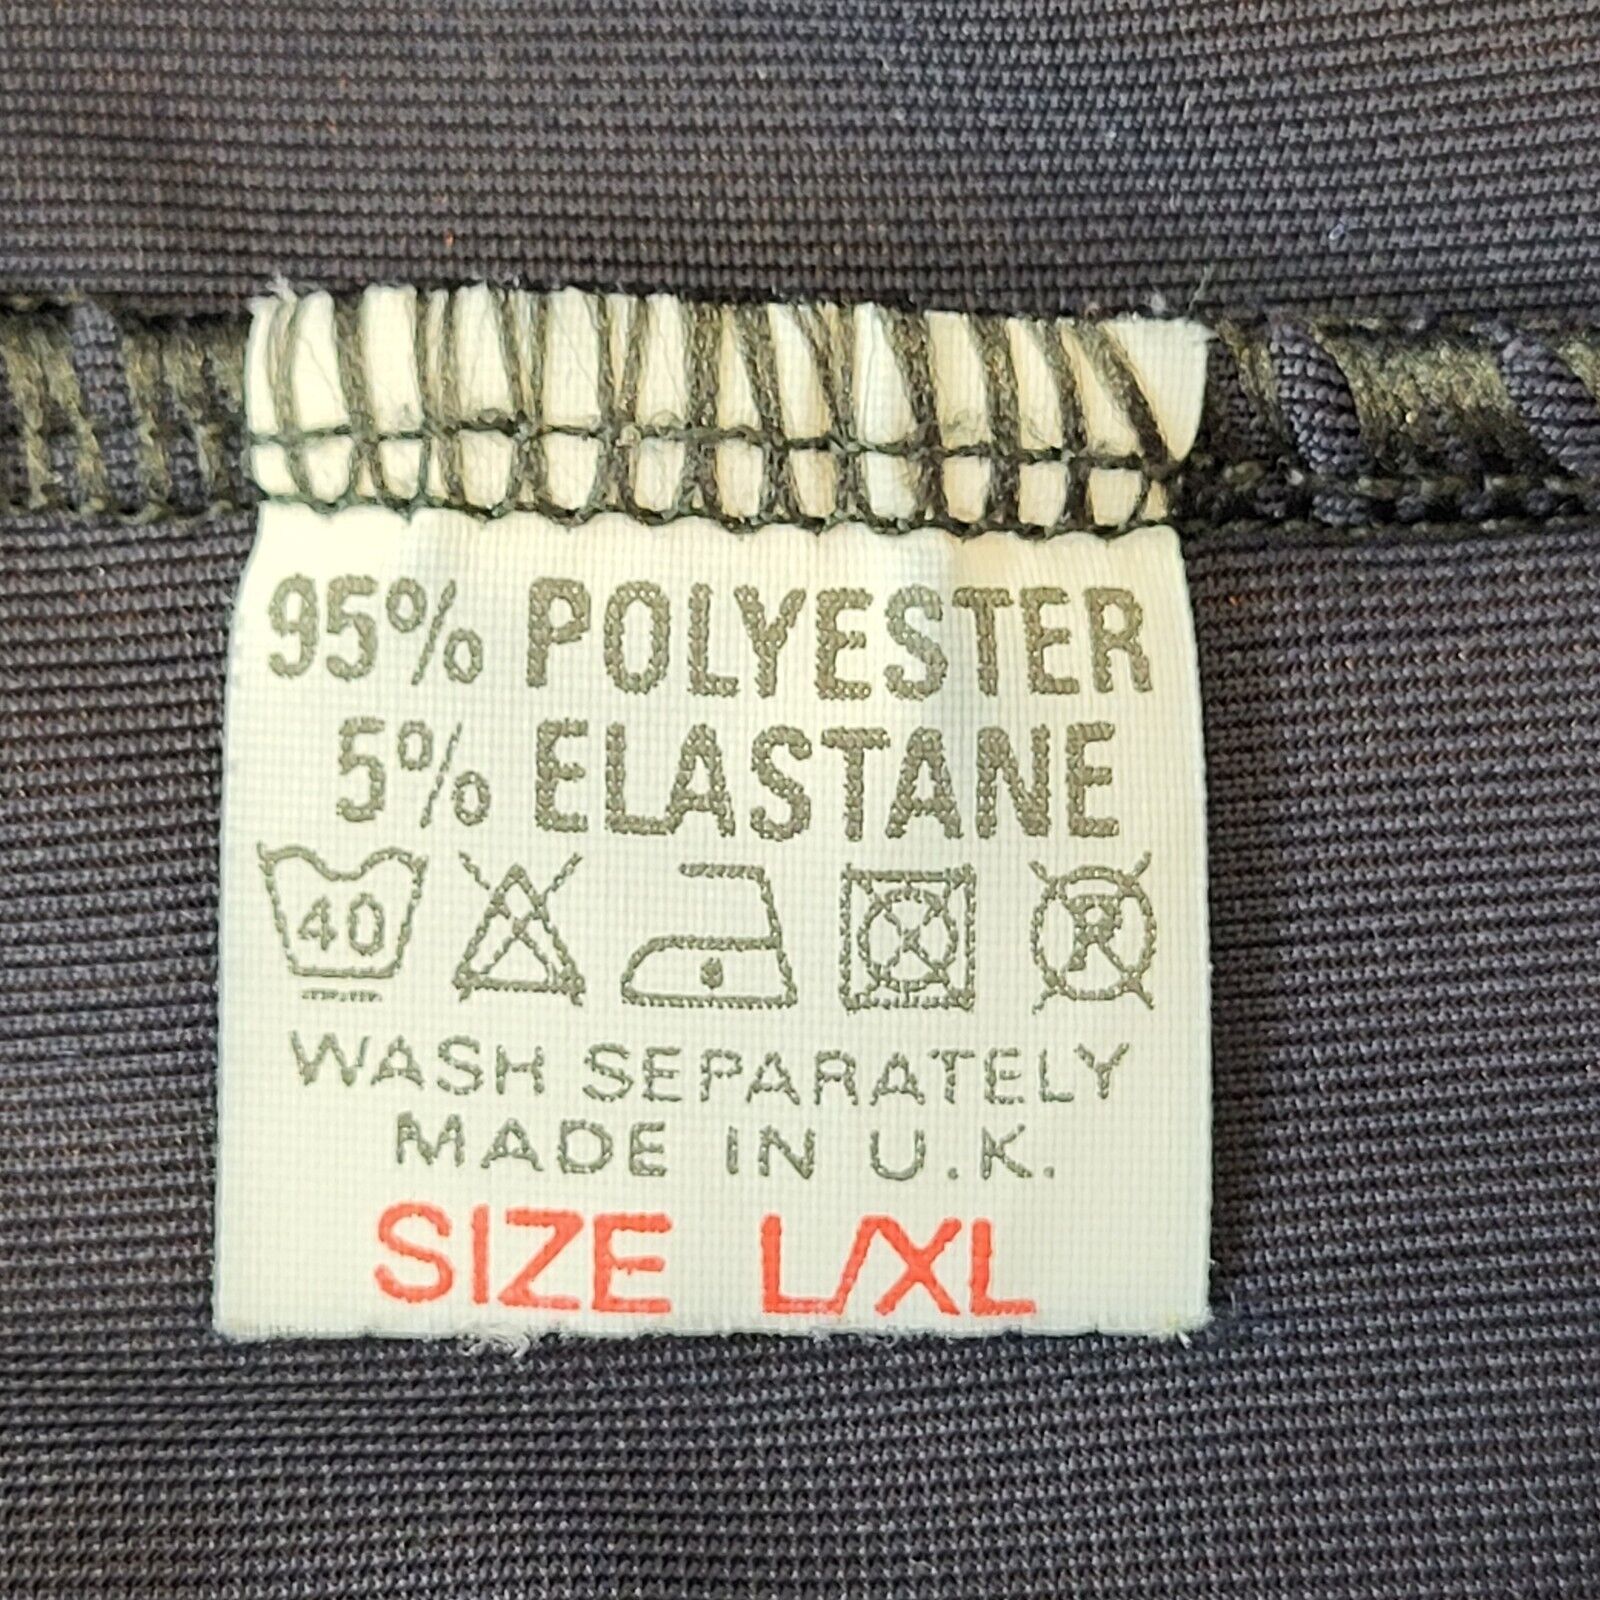 95% POLYESTER
5% ELASTANE
40 R
WASH SEPARATELY
MADE IN U.K.
SIZE L/XL